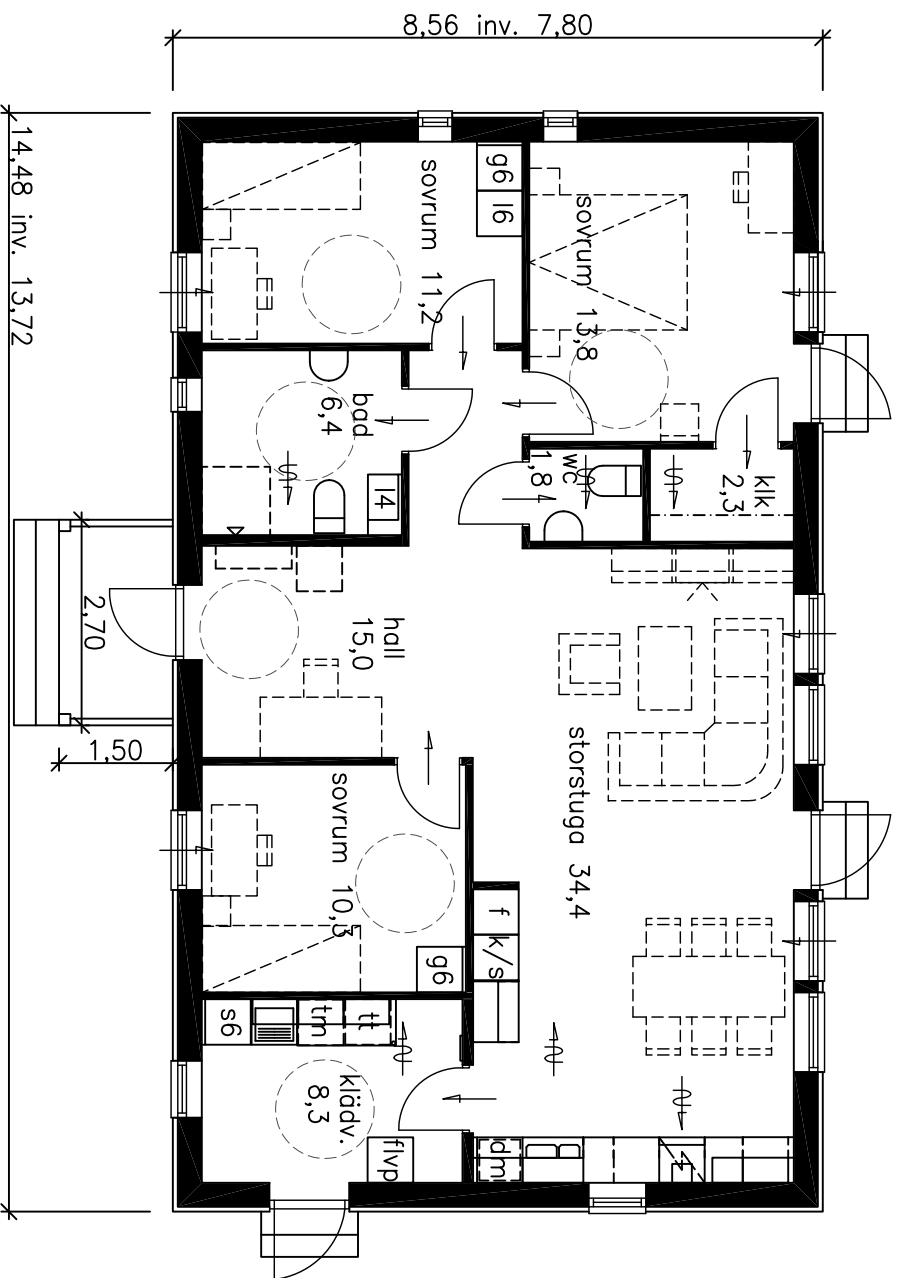 8,56 inv. 7,80
14,48 inv. 13,72
sovrum 11,2
g6
l6
sovrum 13,8
bad
6,4
l4
wc
1,8
klk
2,3
hall
15,0
2,70
1,50
storstuga 34,4
sovrum 10,3
g6
f
k/s
s6
tm
tt
klädv.
8,3
flvp
dm